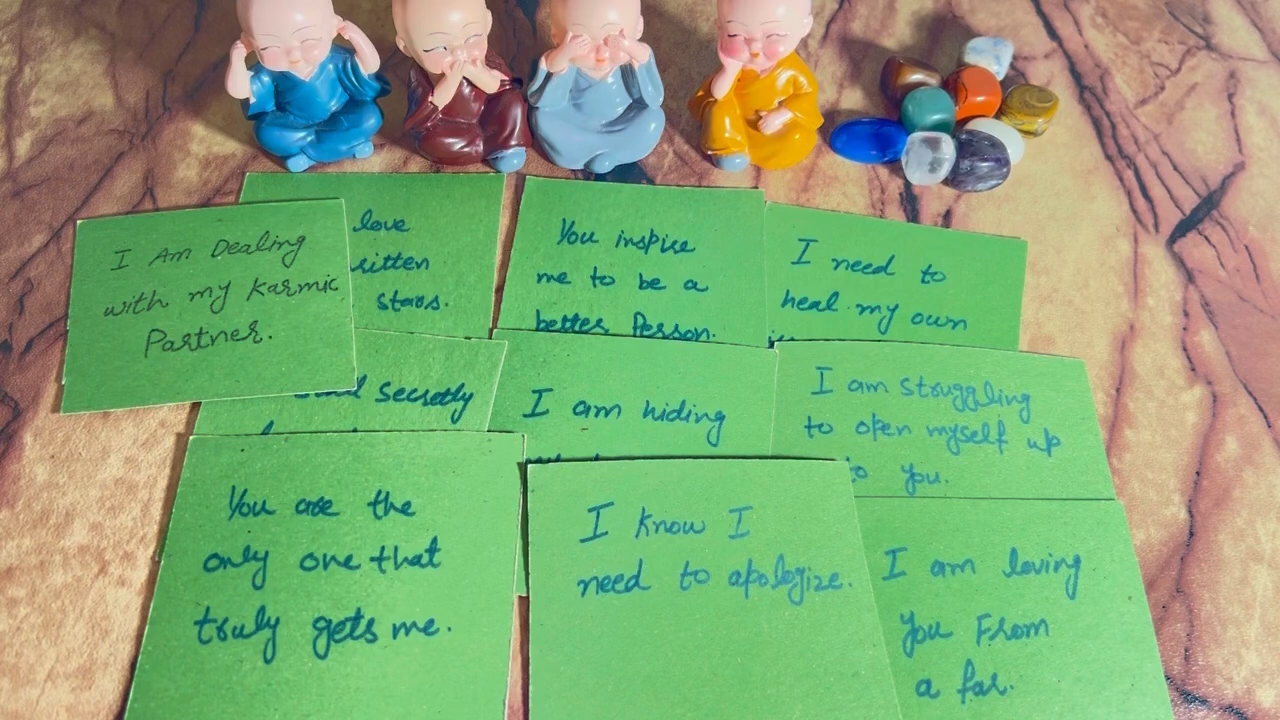 I Am Dealing
with my karmic
Partner.
love
ritten
stars.
You inspire
me to be a
better Person.
I need to
heal my own
secretly
I am hiding
I am struggling
to open myself up
to you.
You are the
only one that
truly gets me.
I know I
need to apologize.
I am loving
you From
a far.